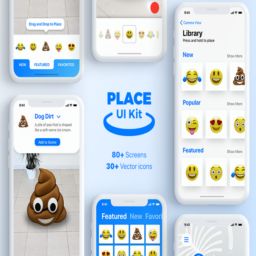 Drag and Drop to Place
NEW
FEATURED
FAVORITES
Dog Dirt
Add to Scene
PLACE
UI Kit
80+ Screens
30+ Vector icons
Camera View
Library
Press and hold to place
New
Show More
Popular
Show More
Featured
Show More
Featured New Favori